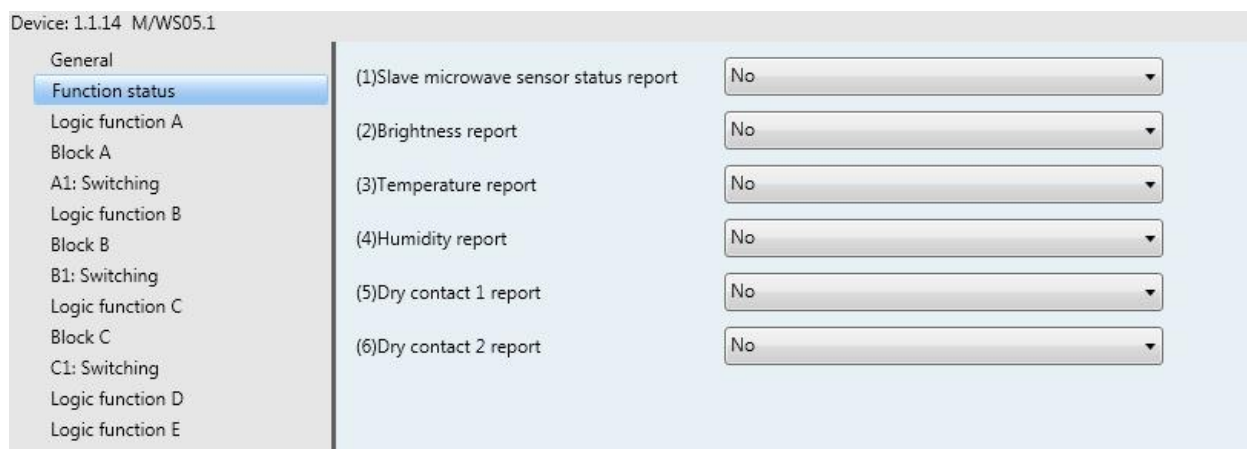 Device: 1.1.14 M/WS05.1
General
Function status
Logic function A
Block A
A1: Switching
Logic function B
Block B
B1: Switching
Logic function C
Block C
C1: Switching
Logic function D
Logic function E
(1)Slave microwave sensor status report No
(2)Brightness report No
(3)Temperature report No
(4)Humidity report No
(5)Dry contact 1 report No
(6)Dry contact 2 report No